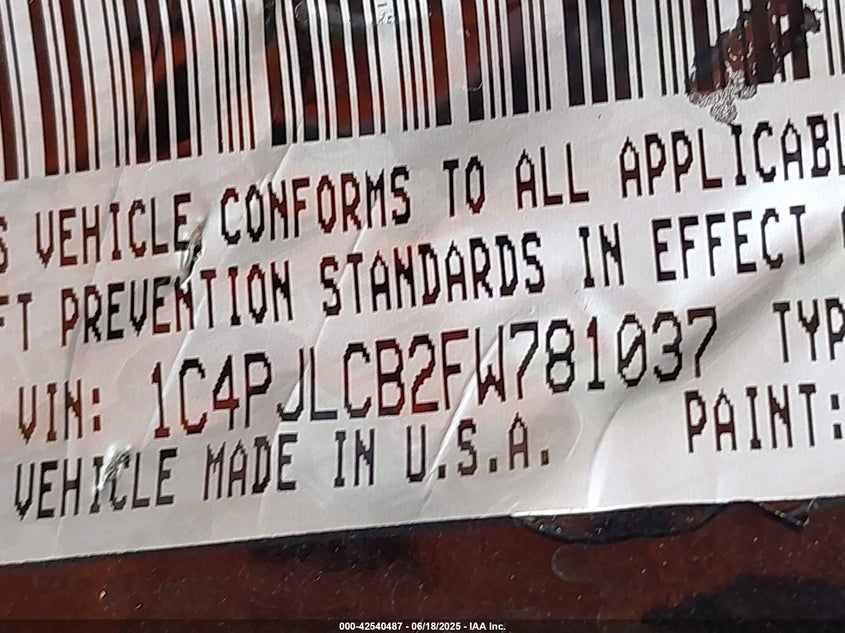 S VEHICLE CONFORMS TO ALL APPLICABL
FT PREVENTION STANDARDS IN EFFECT
VIN: 1C4PJLCB2FW781037 TYP
VEHICLE MADE IN U.S.A. PAINT:
000-42540487 - 06/18/2025 - IAA Inc.